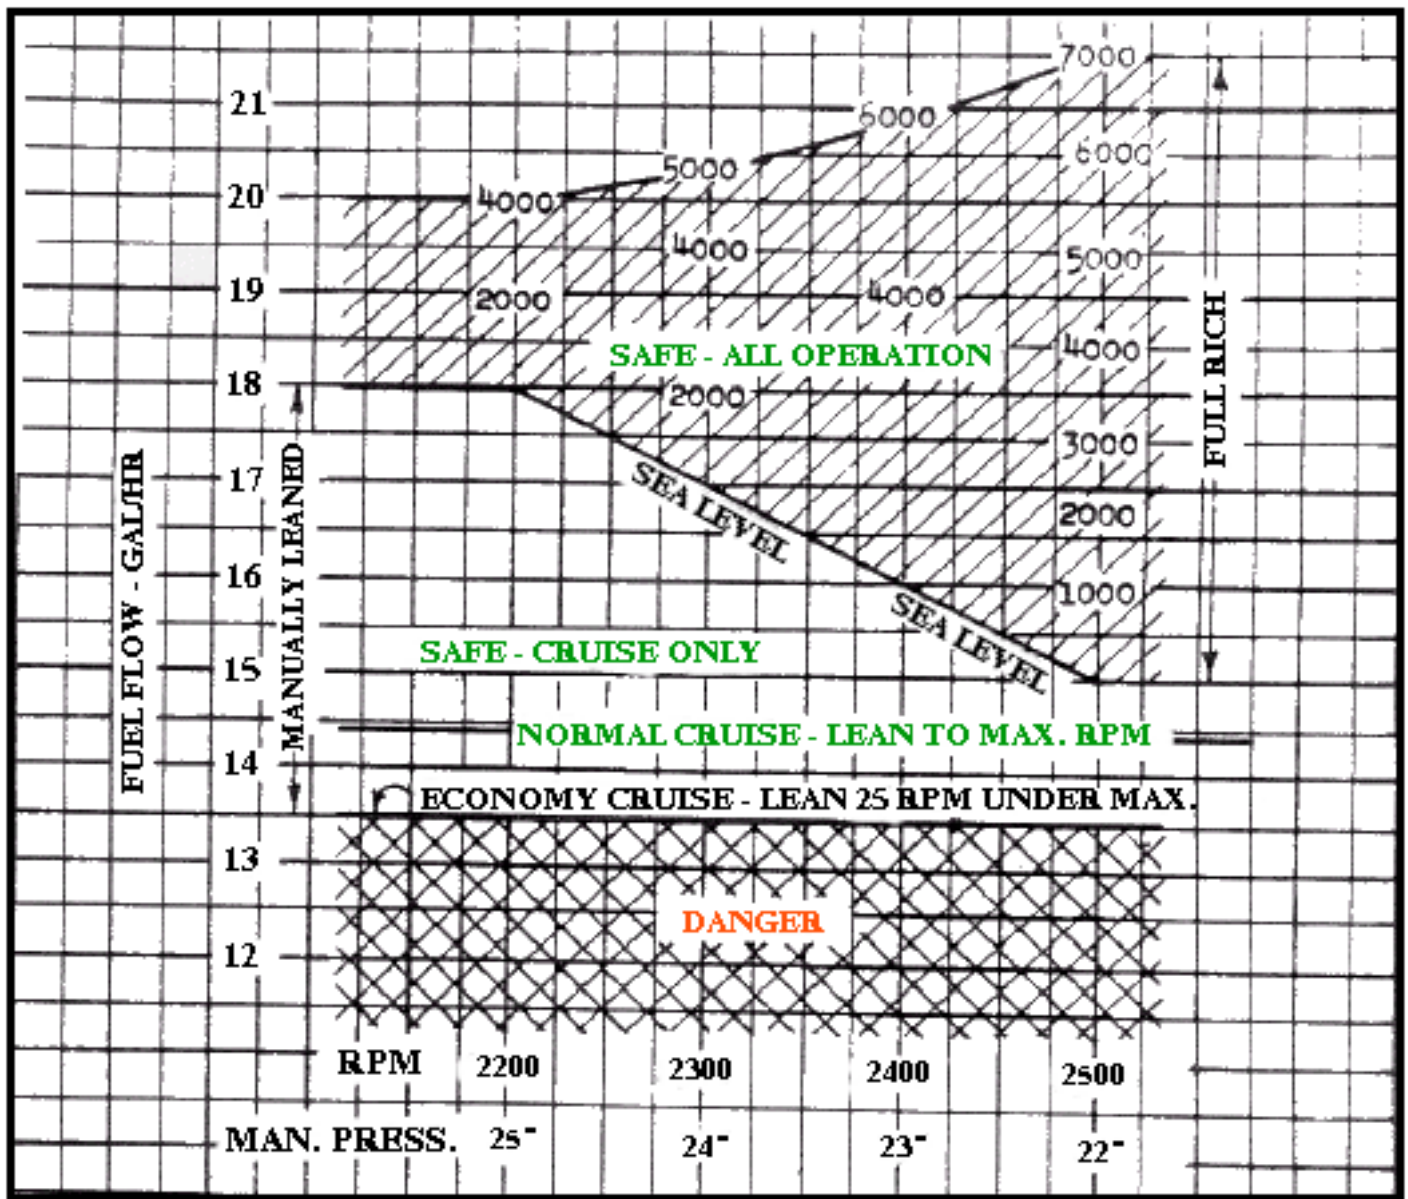 7000
21
6000
6000
5000
20
4000
4000
5000
19
2000
4000
SAFE - ALL OPERATION
4000
18
2000
3000
FULL RICH
17
SEA LEVEL
2000
FUEL FLOW - GAL/HR
MANUALLY LEANED
16
SEA LEVEL
1000
15
SAFE - CRUISE ONLY
NORMAL CRUISE - LEAN TO MAX. RPM
14
ECONOMY CRUISE - LEAN 25 RPM UNDER MAX.
13
DANGER
12
RPM 2200 2300 2400 2500
MAN. PRESS. 25" 24" 23" 22"